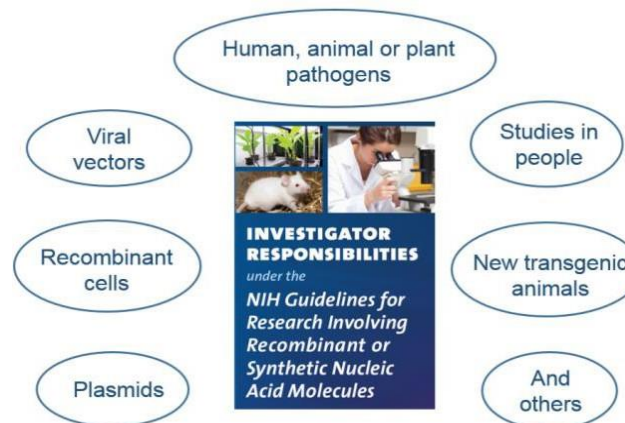 Human, animal or plant
pathogens
Viral
vectors
Studies in
people
Recombinant
cells
New transgenic
animals
Plasmids
And
others
INVESTIGATOR
RESPONSIBILITIES
under the
NIH Guidelines for
Research Involving
Recombinant or
Synthetic Nucleic
Acid Molecules